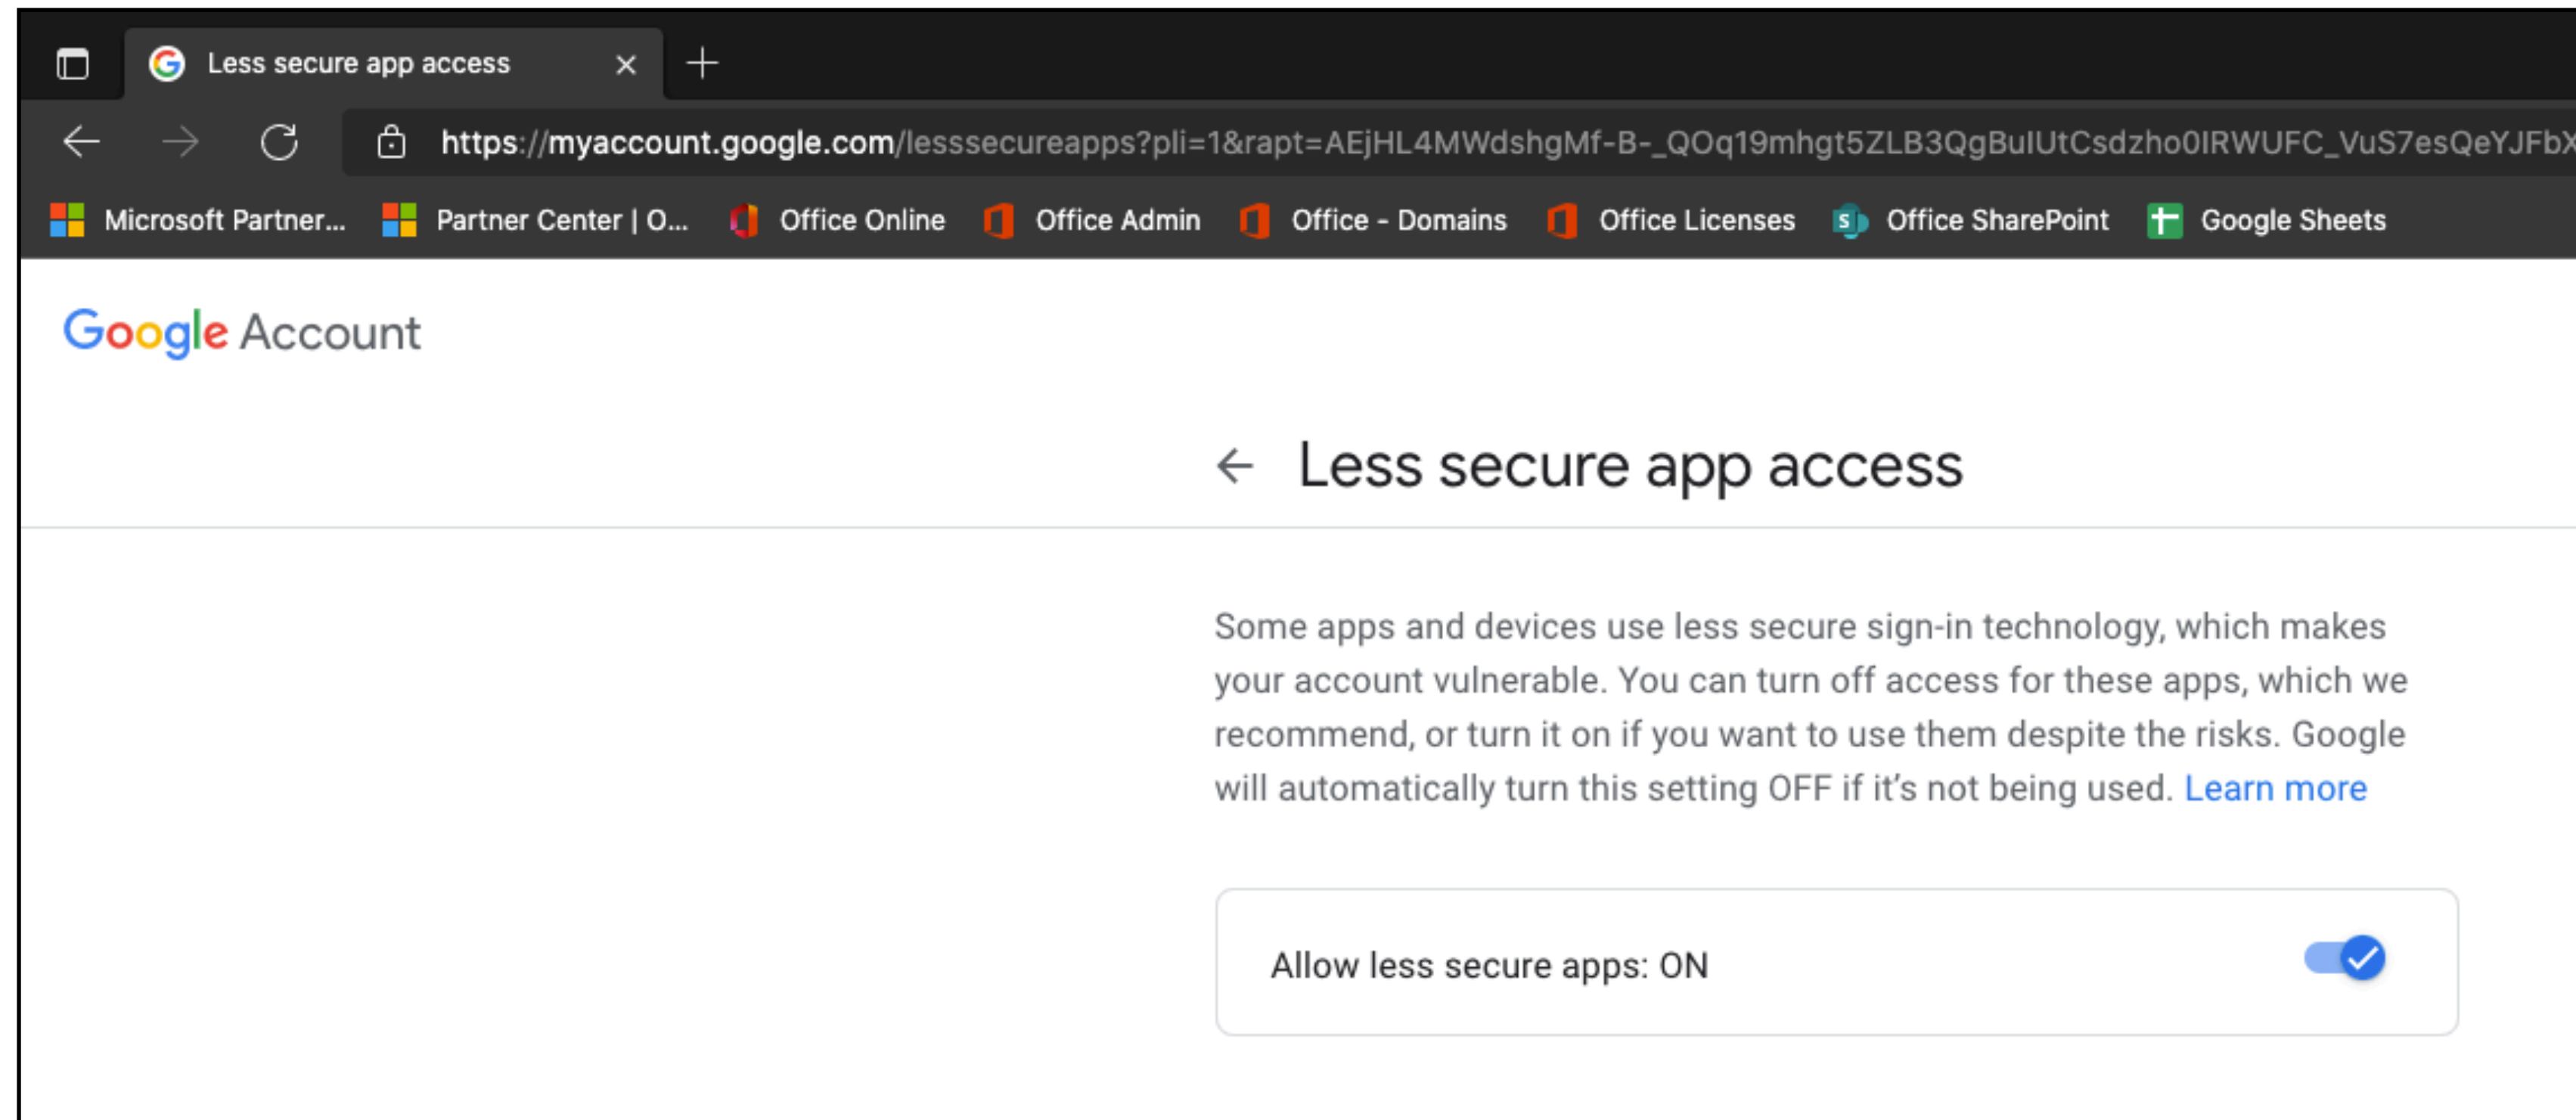 Less secure app access
https://myaccount.google.com/lesssecureapps?pli=1&rapt=AEjHL4MWdshgMf-B-_QOq19mhgt5ZLB3QgBuIUtCsdzho0IRWUFC_VuS7esQeYJFbX
Microsoft Partner... Partner Center | O... Office Online Office Admin Office - Domains Office Licenses Office SharePoint Google Sheets
Google Account
Less secure app access
Some apps and devices use less secure sign-in technology, which makes
your account vulnerable. You can turn off access for these apps, which we
recommend, or turn it on if you want to use them despite the risks. Google
will automatically turn this setting OFF if it's not being used. Learn more
Allow less secure apps: ON